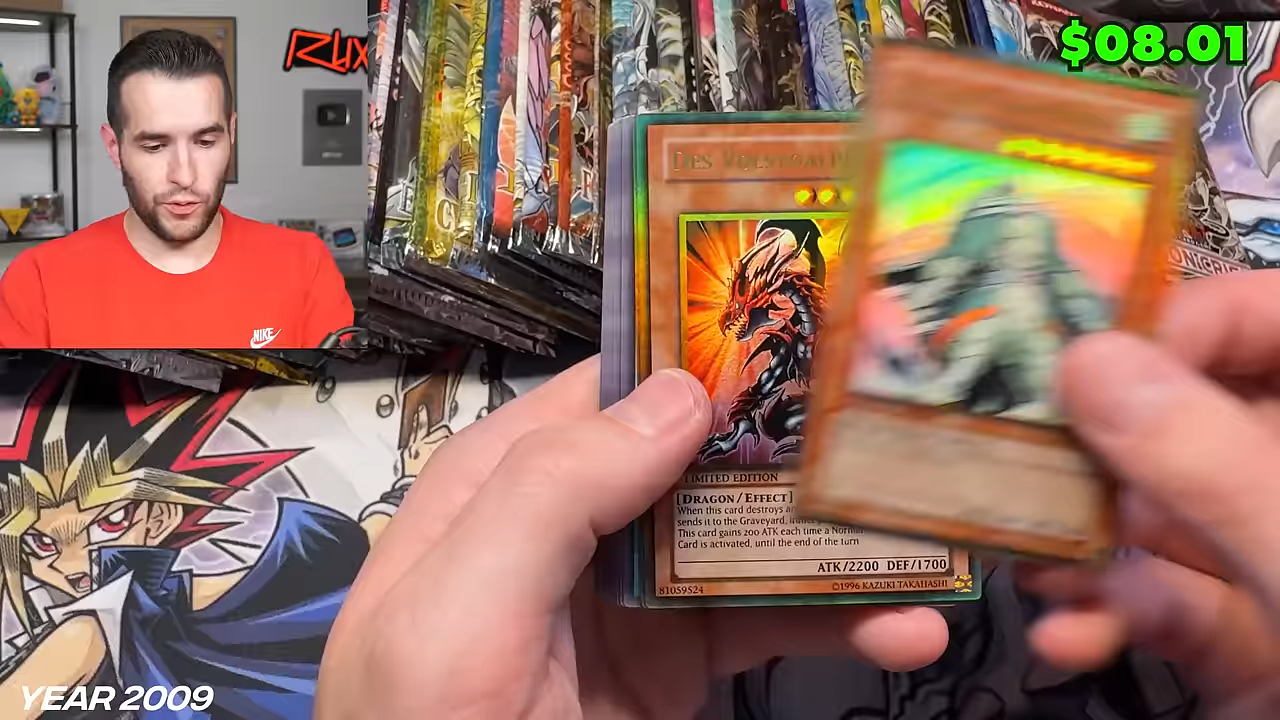 Rux
$08.01
Des Volstgalph
LIMITED EDITION
[DRAGON/EFFECT]
When this card destroys an
sends it to the Graveyard,
This card gains 200 ATK each time a Normal
Card is activated, until the end of the turn
ATK/2200 DEF/1700
81059524
©1996 KAZUKI TAKAHASHI
NIKE
YEAR 2009